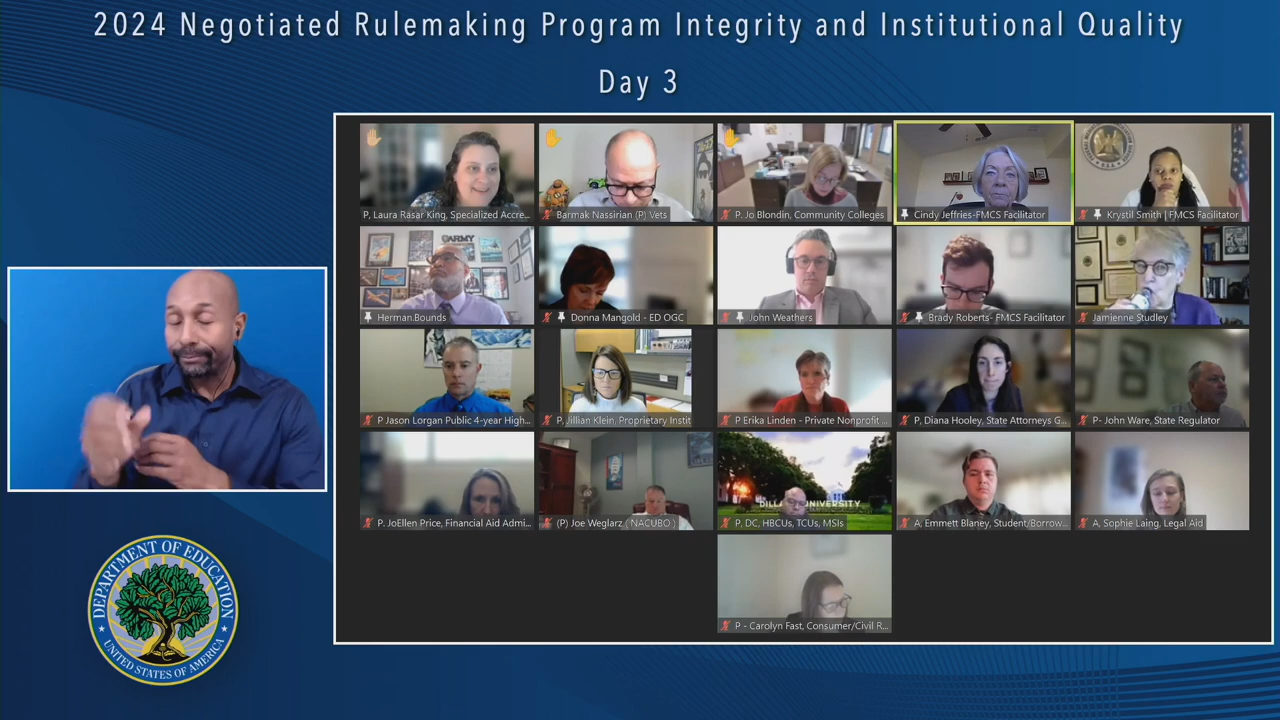 2024 Negotiated Rulemaking Program Integrity and Institutional Quality
Day 3
P, Laura Rasar King, Specialized Accre...
Barmak Nassirian (P) Vets
P. Jo Blondin, Community Colleges
Cindy Jeffries-FMCS Facilitator
Krystil Smith | FMCS Facilitator
ARMY
Herman.Bounds
Donna Mangold - ED OGC
John Weathers
Brady Roberts- FMCS Facilitator
Jamienne Studley
P Jason Lorgan Public 4-year High...
P, Jillian Klein, Proprietary Instit
P Erika Linden - Private Nonprofit ...
P, Diana Hooley, State Attorneys G...
P- John Ware, State Regulator
P. JoEllen Price, Financial Aid Admi...
(P) Joe Weglarz ( NACUBO )
P, DC, HBCUs, TCUs, MSIs
A, Emmett Blaney, Student/Borrow...
A, Sophie Laing, Legal Aid
P - Carolyn Fast, Consumer/Civil R...
DEPARTMENT OF EDUCATION
UNITED STATES OF AMERICA